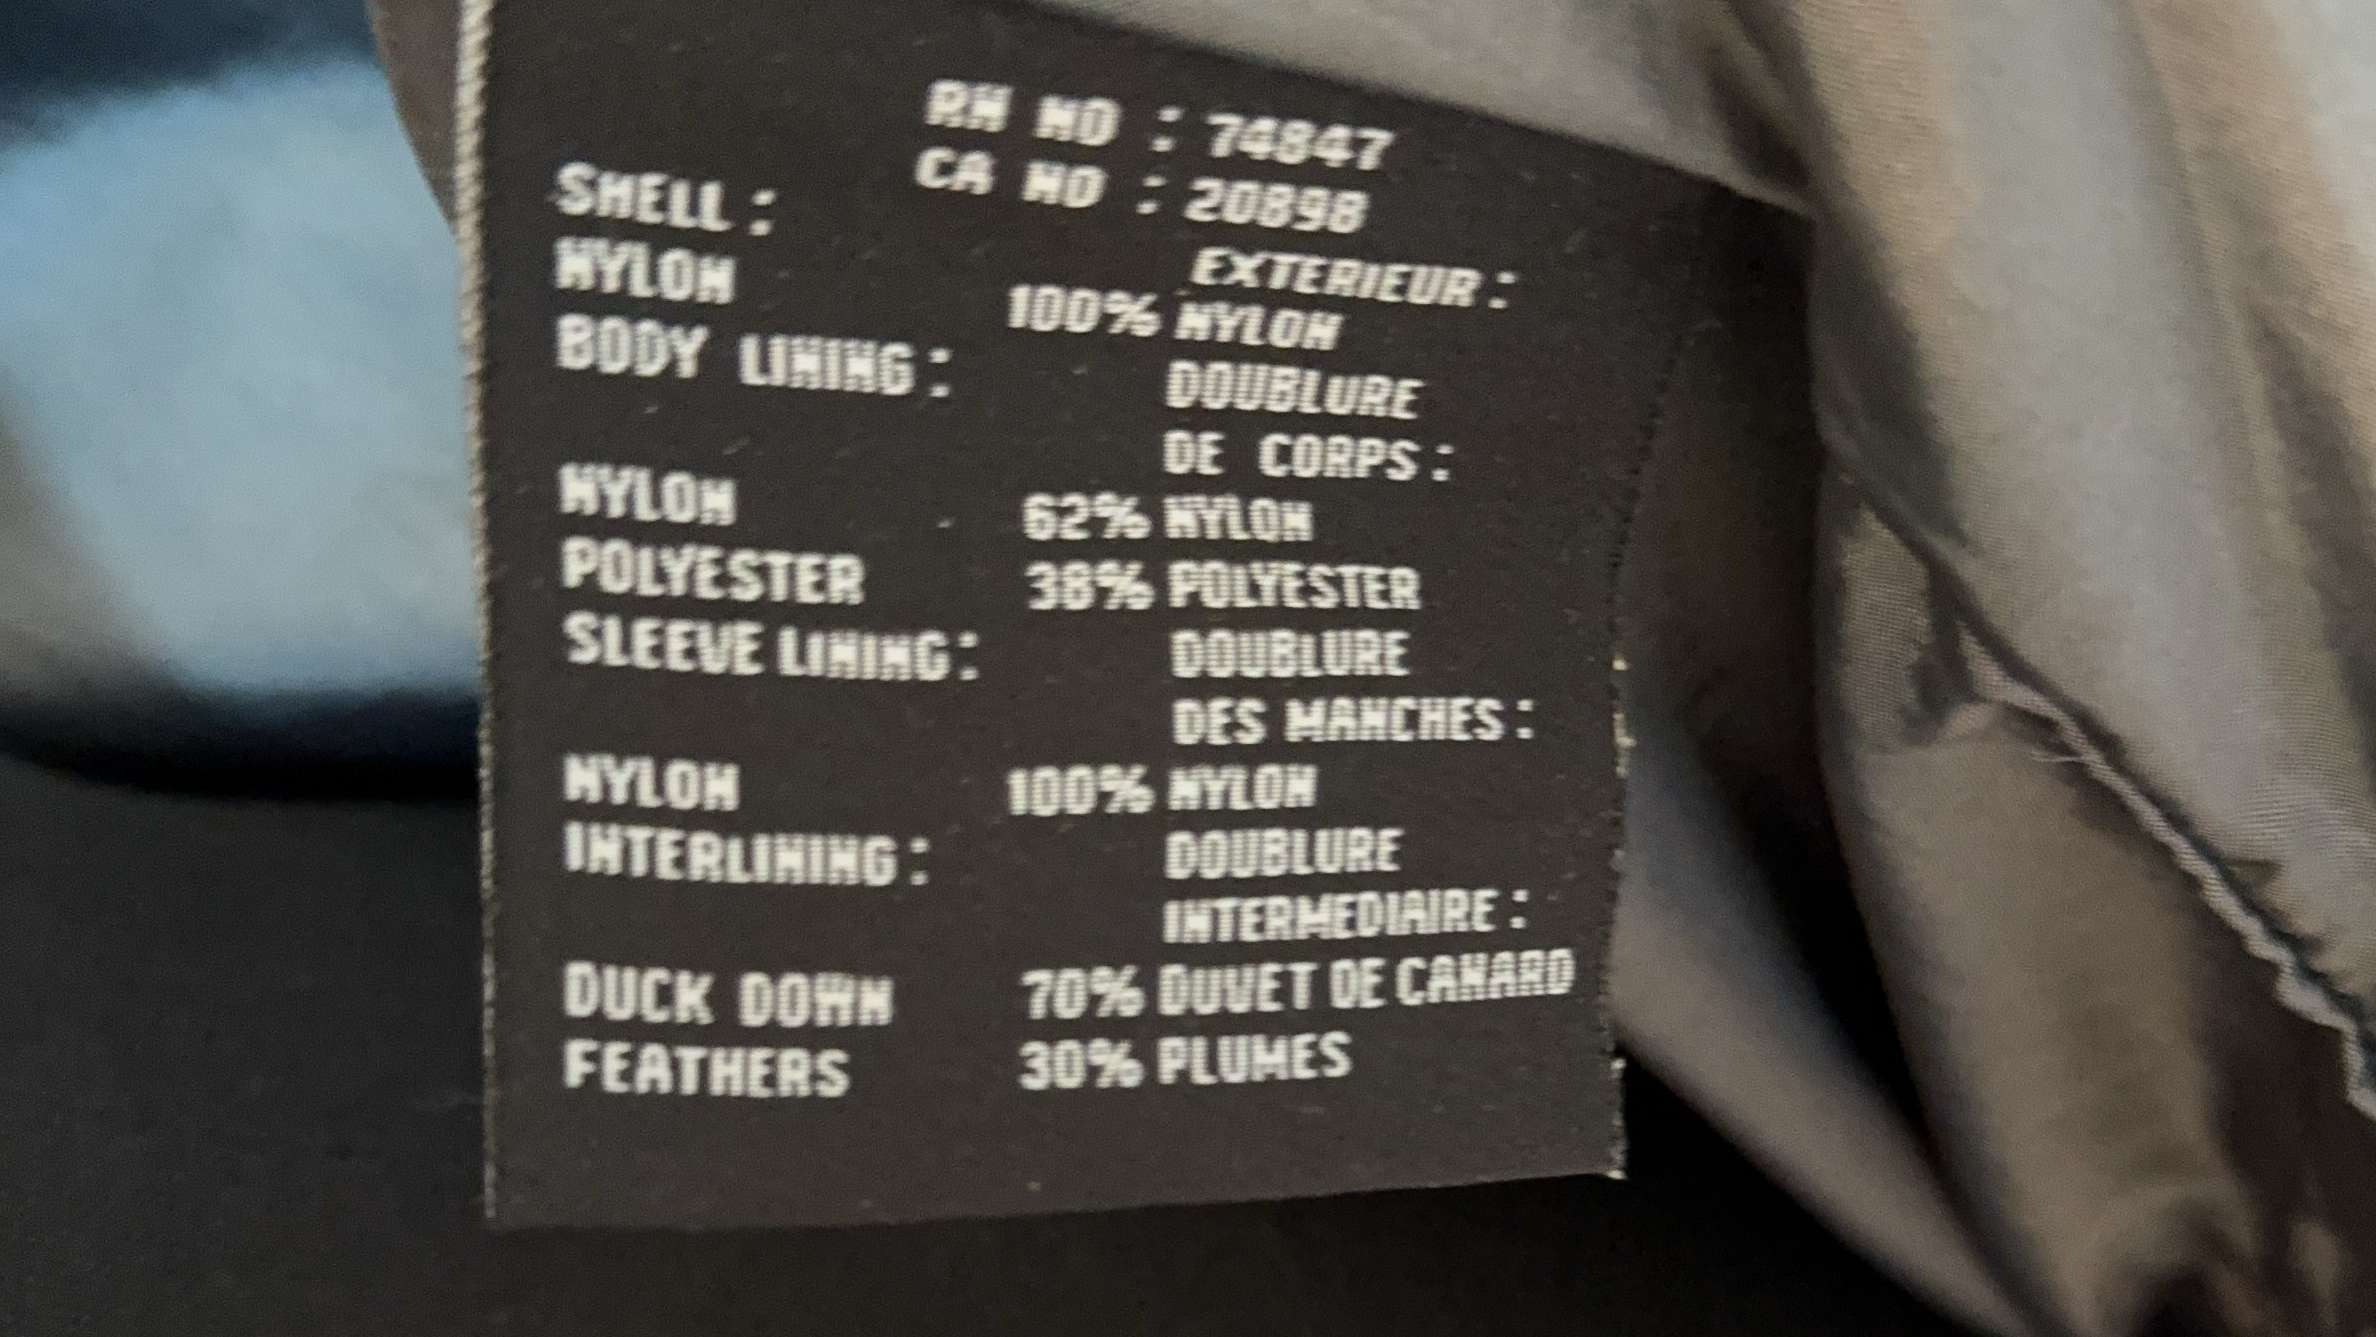 RN NO : 74847
CA NO : 20898
SHELL : EXTERIEUR :
NYLON 100% NYLON
BODY LINING : DOUBLURE
DE CORPS :
NYLON 62% NYLON
POLYESTER 38% POLYESTER
SLEEVE LINING : DOUBLURE
DES MANCHES :
NYLON 100% NYLON
INTERLINING : DOUBLURE
INTERMEDIAIRE :
DUCK DOWN 70% DUVET DE CANARD
FEATHERS 30% PLUMES